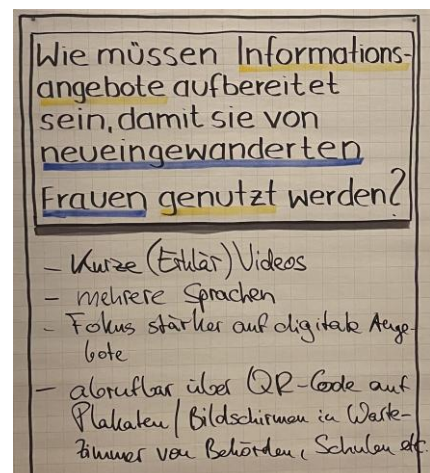 Wie müssen Informations-
angebote aufbereitet
sein, damit sie von
neueingewanderten
Frauen genutzt werden?
- Kurze (Erklär) Videos
- mehrere Sprachen
- Fokus stärker auf digitale Ange-
bote
- abrufbar über QR-Code auf
Plakaten / Bildschirmen in Warte-
zimmer von Behörden, Schulen etc.